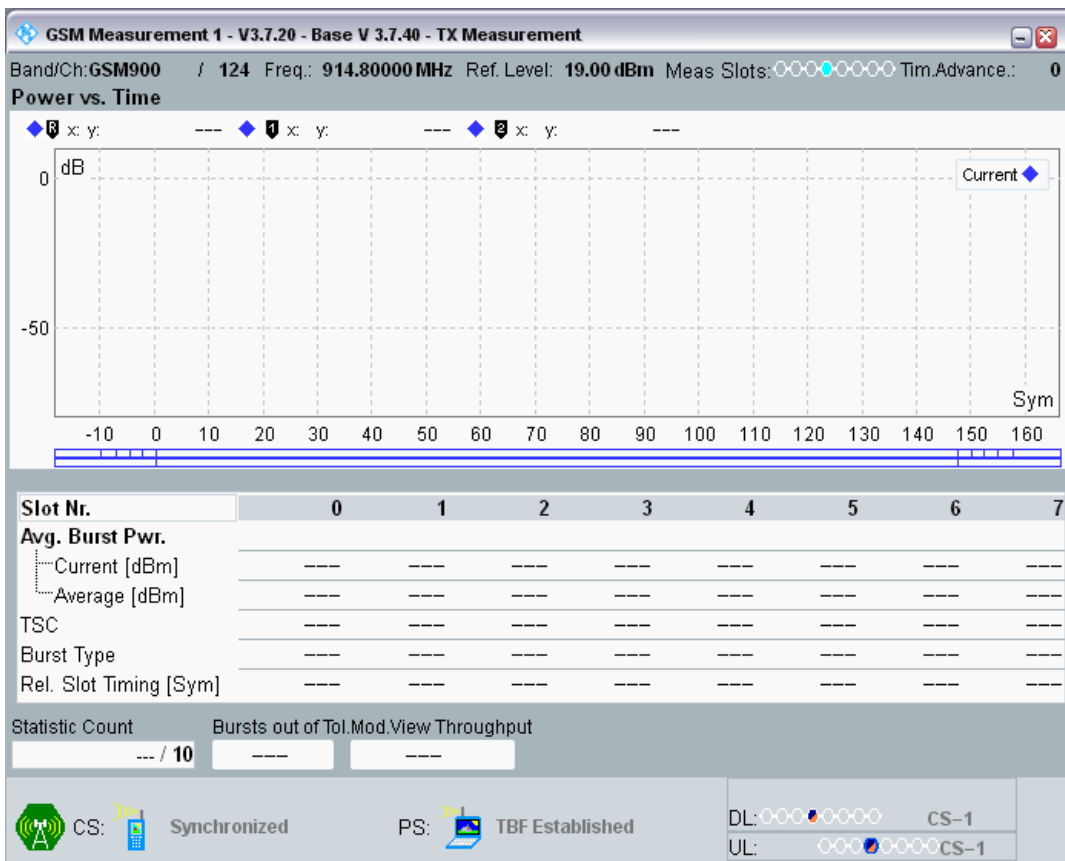 GSM Measurement 1 - V3.7.20 - Base V 3.7.40 - TX Measurement
Band/Ch:GSM900 / 124 Freq.: 914.80000 MHz Ref. Level: 19.00 dBm Meas Slots: Tim.Advance.: 0
Power vs. Time
R x: y: --- 1 x: y: --- 2 x: y: ---
dB
Current
0
-50
Sym
-10 0 10 20 30 40 50 60 70 80 90 100 110 120 130 140 150 160
Slot Nr. 0 1 2 3 4 5 6 7
Avg. Burst Pwr.
Current [dBm] --- --- --- --- --- --- --- ---
Average [dBm] --- --- --- --- --- --- --- ---
TSC --- --- --- --- --- --- --- ---
Burst Type --- --- --- --- --- --- --- ---
Rel. Slot Timing [Sym] --- --- --- --- --- --- --- ---
Statistic Count Bursts out of Tol.Mod.View Throughput
--- / 10 --- ---
CS: Synchronized PS: TBF Established DL: CS-1
UL: CS-1